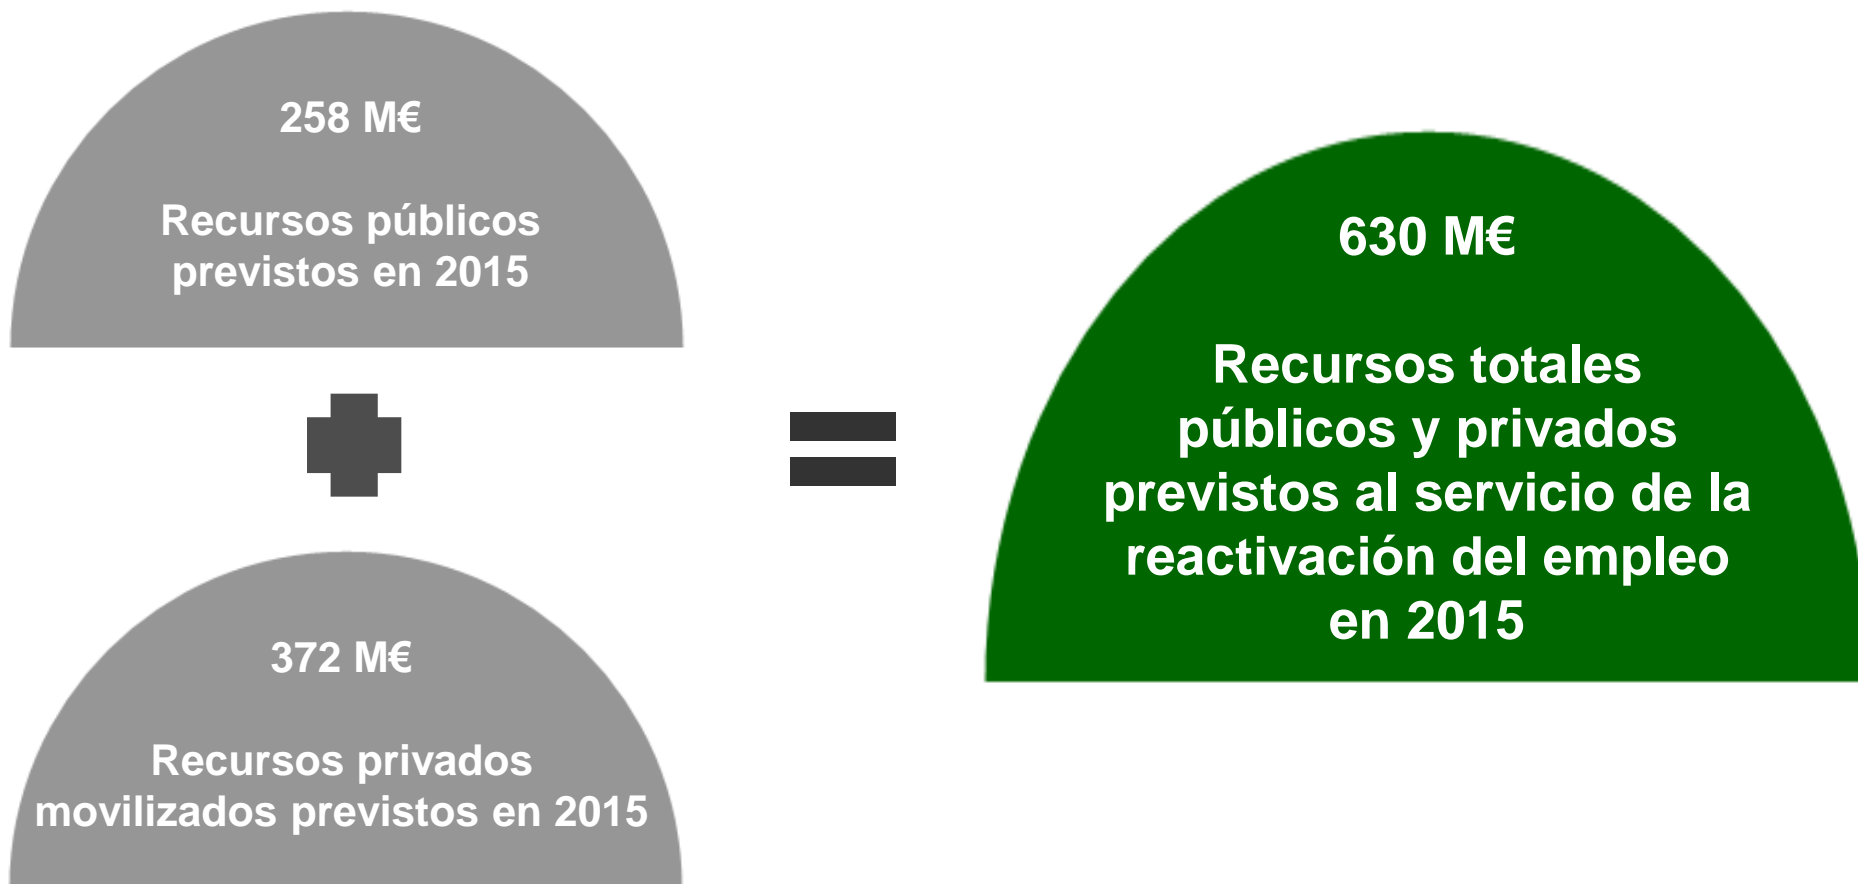 258 M€
Recursos públicos
previstos en 2015
372 M€
Recursos privados
movilizados previstos en 2015
630 M€
Recursos totales
públicos y privados
previstos al servicio de la
reactivación del empleo
en 2015